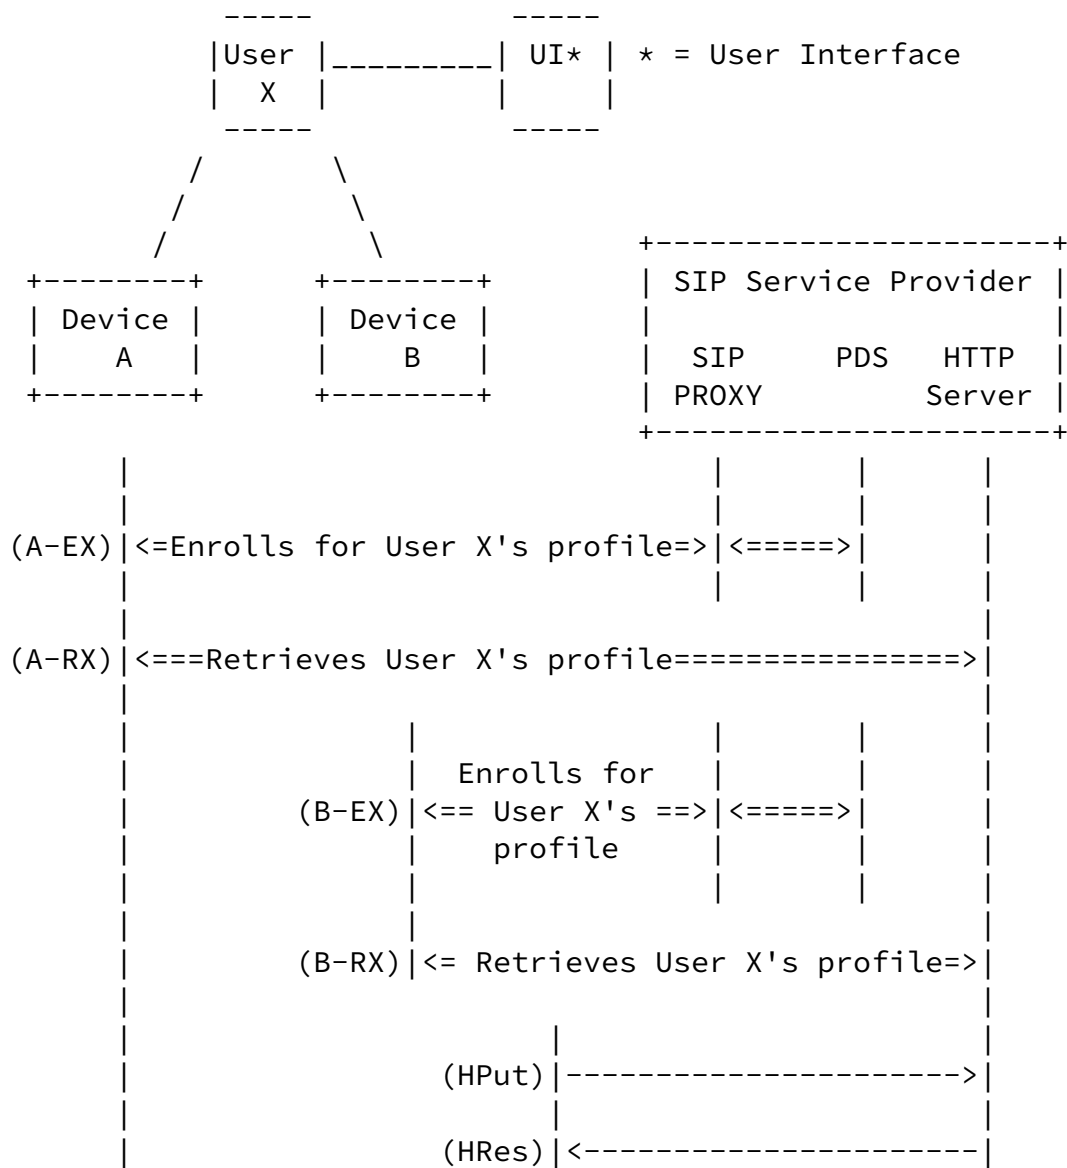 -----               -----
|User |_________| UI* | * = User Interface
|  X  |         |     |
-----               -----
/       \
/         \
/           \              +----------------------+
+--------+      +--------+        | SIP Service Provider |
| Device |      | Device |        |                      |
|    A   |      |    B   |        |  SIP     PDS   HTTP  |
+--------+      +--------+        | PROXY         Server |
+----------------------+
|                                |       |      |
|                                |       |      |
(A-EX)|<=Enrolls for User X's profile=>|<=====>|      |
|                                |       |      |
|                                               |
(A-RX)|<===Retrieves User X's profile================>|
|                                               |
|               |                |       |      |
|               |  Enrolls for   |       |      |
|         (B-EX)|<== User X's ==>|<=====>|      |
|               |    profile     |       |      |
|               |                |       |      |
|               |                               |
|         (B-RX)|<= Retrieves User X's profile=>|
|                                               |
|                       |                       |
|                 (HPut)|---------------------->|
|                       |                       |
|                 (HRes)|<----------------------|